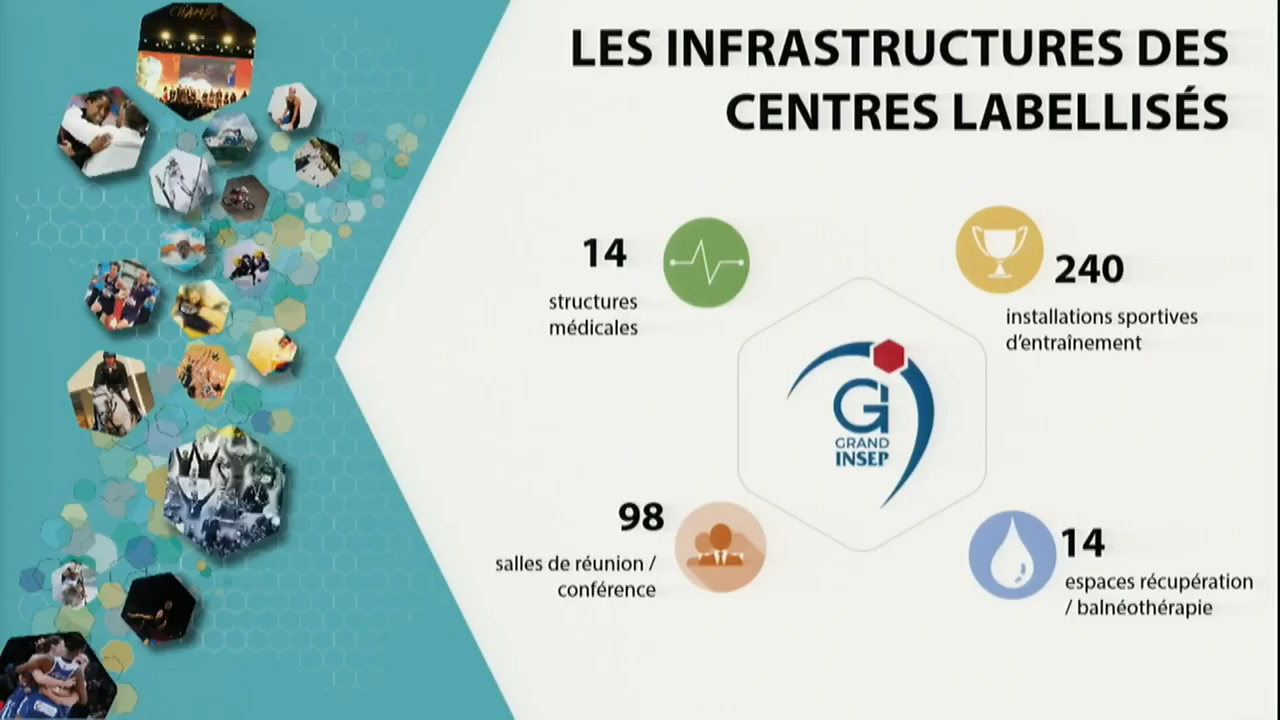 LES INFRASTRUCTURES DES
CENTRES LABELLISÉS
14
structures
médicales
240
installations sportives
d'entraînement
G
GRAND
INSEP
98
salles de réunion /
conférence
14
espaces récupération
/ balnéothérapie